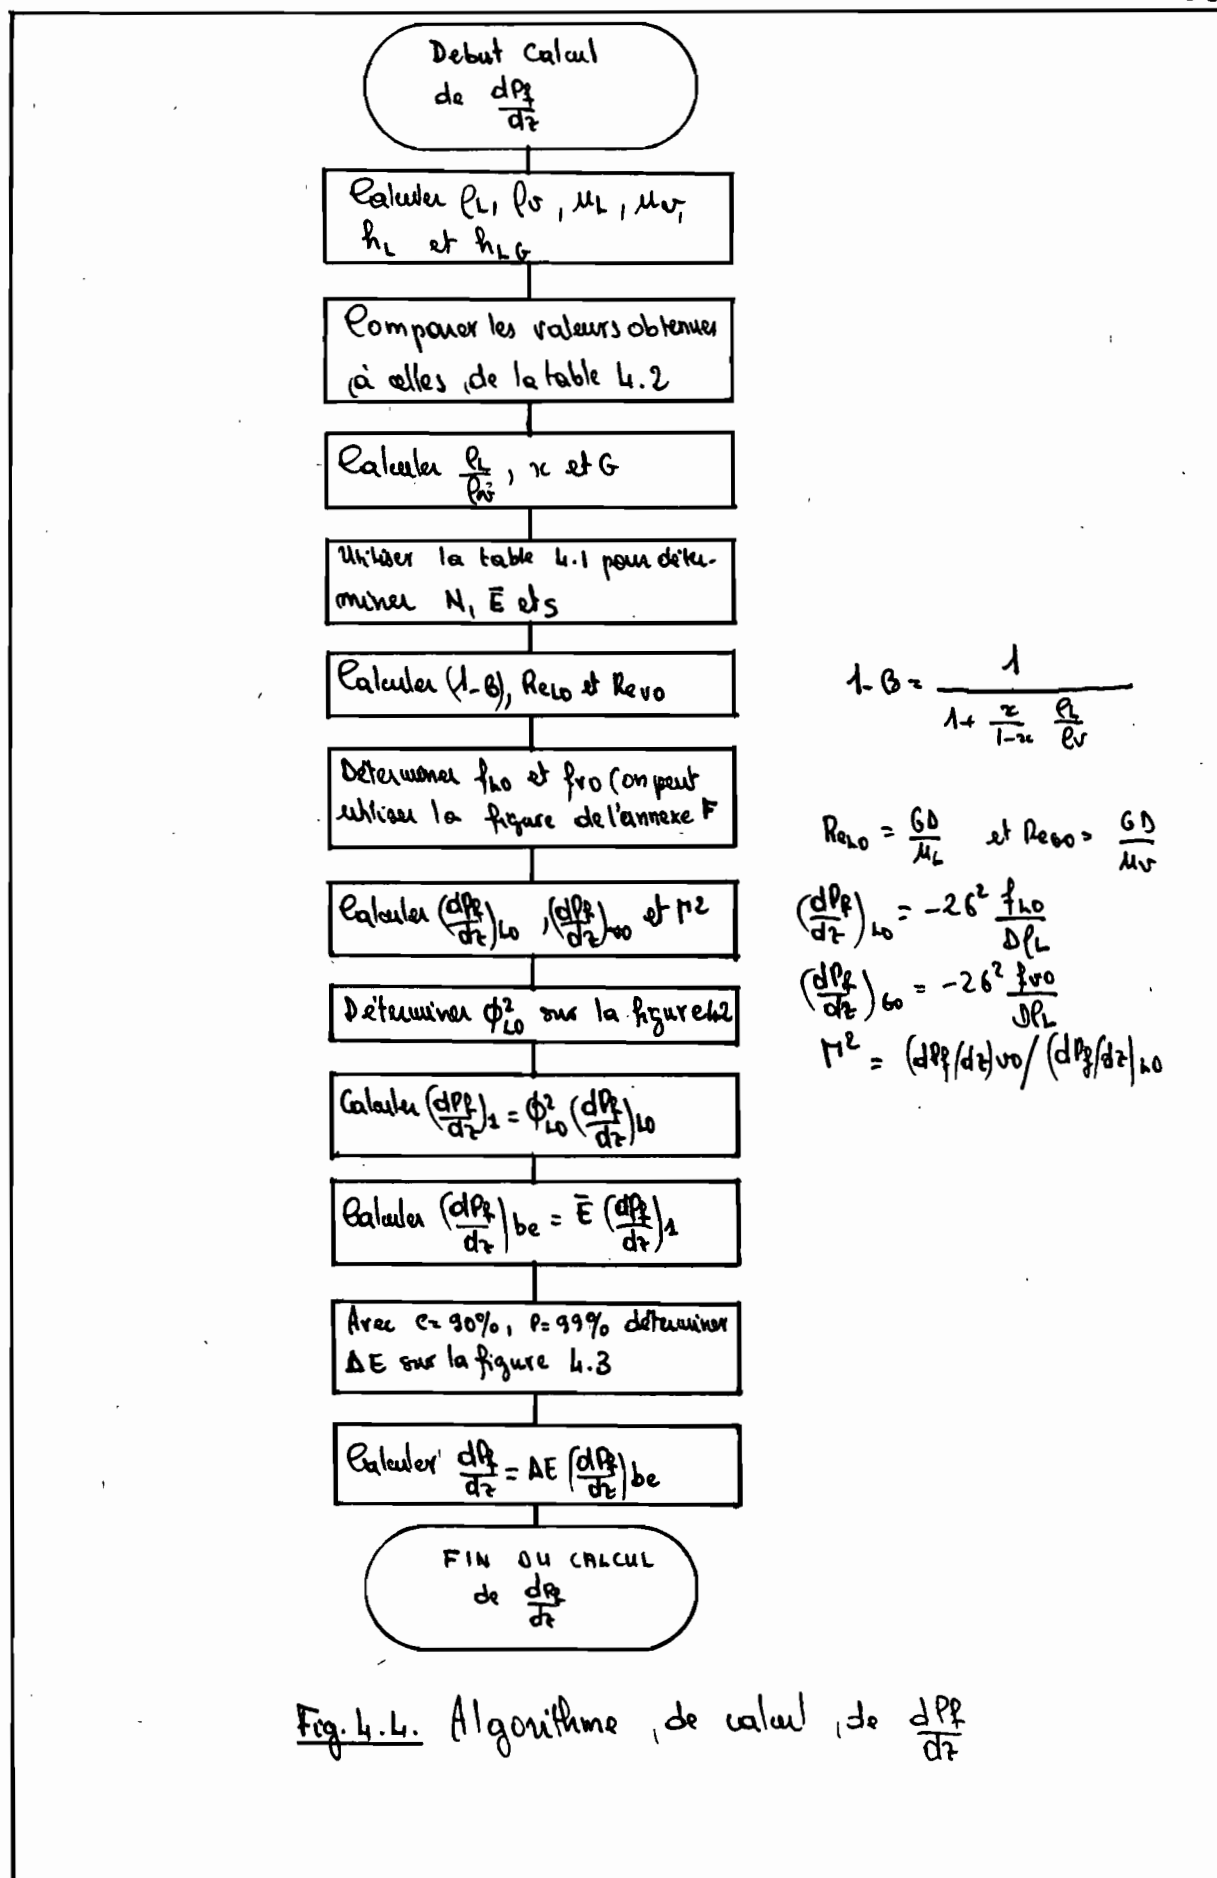 Debut Calcul
de dPf/dz
Calculer ρL, ρv, μL, μv,
hL et hLG
Comparer les valeurs obtenues
à celles de la table 4.2
Calculer ρL/ρv, x et G
Utiliser la table 4.1 pour déter-
miner N, Ē et s
Calculer (1-B), ReLO et ReVO
1-B = 1/(1+ x/(1-x) ρL/ρv)
Déterminer fLO et fVO (on peut
utiliser la figure de l'annexe F
ReLO = GD/μL et ReGO = GD/μv
Calculer (dPf/dz)LO, (dPf/dz)VO et Γ2
(dPf/dz)LO = -2G² fLO/DρL
(dPf/dz)GO = -2G² fVO/DρL
Déterminer ϕ²LO sur la figure 4.2
Γ² = (dPf/dz)VO/(dPf/dz)LO
Calculer (dPf/dz)1 = ϕ²LO (dPf/dz)LO
Calculer (dPf/dz)be = Ē (dPf/dz)1
Avec C=90%, P=99% déterminer
ΔE sur la figure 4.3
Calculer dPf/dz = ΔE (dPf/dz)be
FIN DU CALCUL
de dPf/dz
Fig. 4.4. Algorithme de calcul de dPf/dz